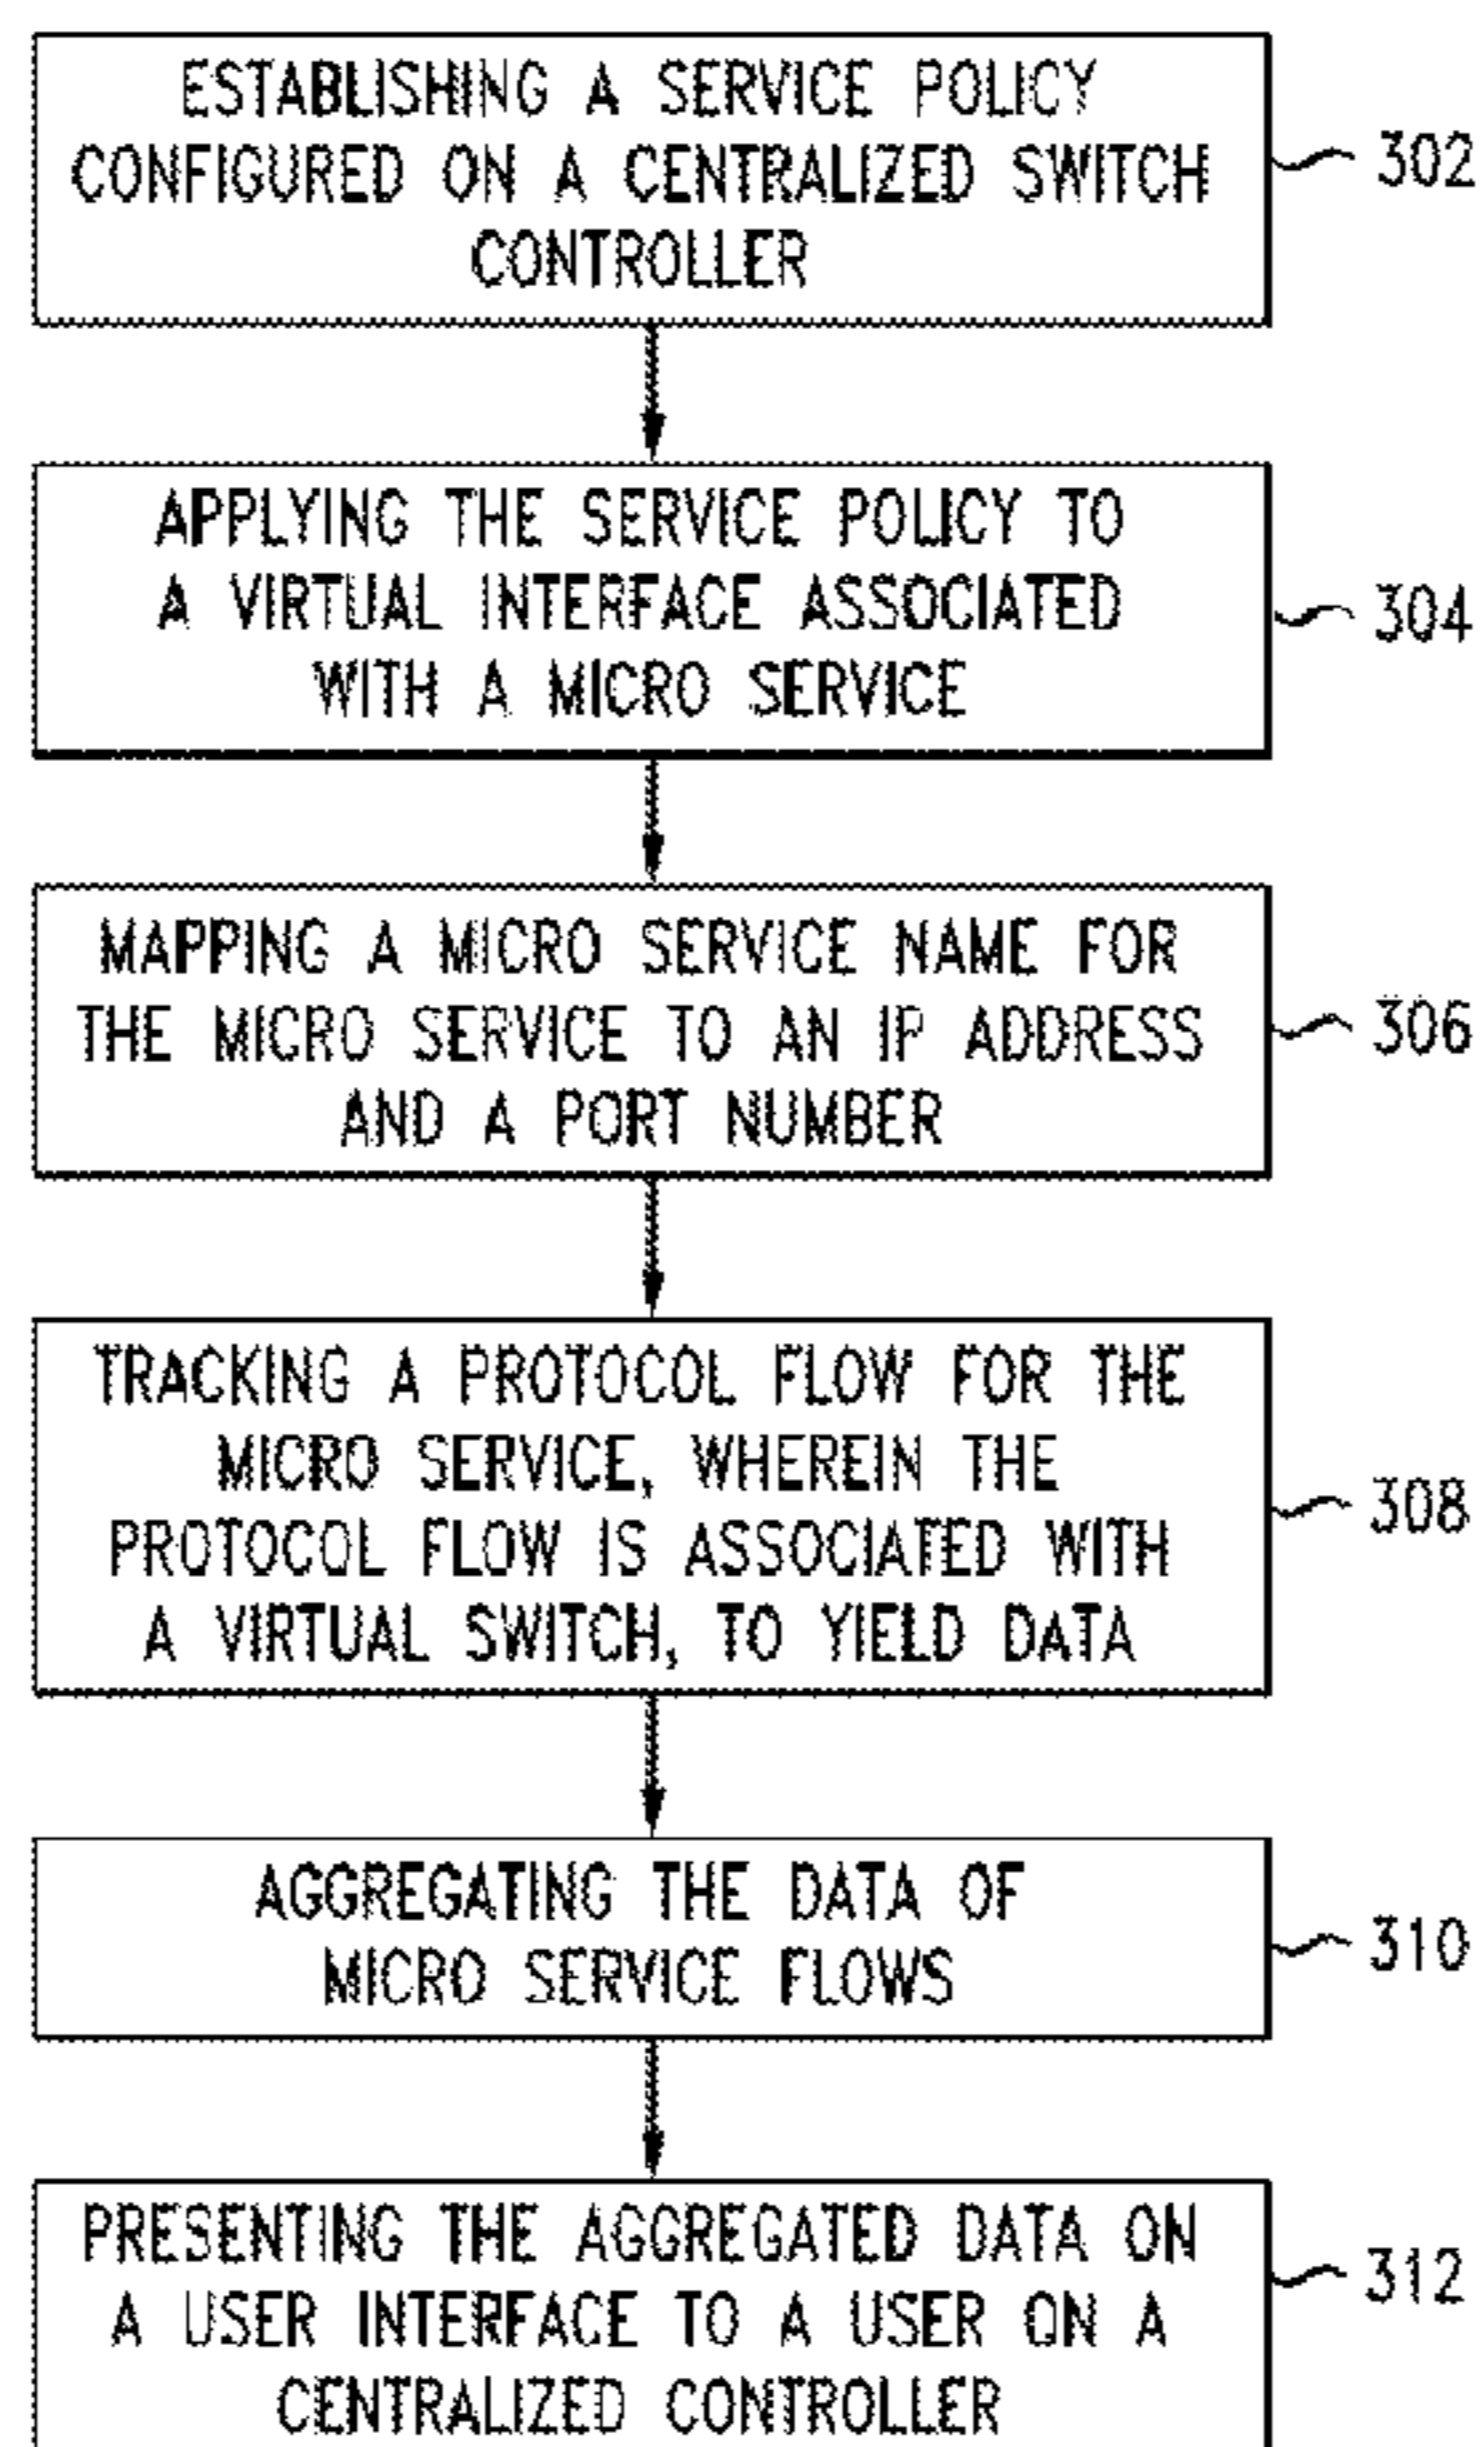 ESTABLISHING A SERVICE POLICY
CONFIGURED ON A CENTRALIZED SWITCH
CONTROLLER
302
APPLYING THE SERVICE POLICY TO
A VIRTUAL INTERFACE ASSOCIATED
WITH A MICRO SERVICE
304
MAPPING A MICRO SERVICE NAME FOR
THE MICRO SERVICE TO AN IP ADDRESS
AND A PORT NUMBER
306
TRACKING A PROTOCOL FLOW FOR THE
MICRO SERVICE, WHEREIN THE
PROTOCOL FLOW IS ASSOCIATED WITH
A VIRTUAL SWITCH, TO YIELD DATA
308
AGGREGATING THE DATA OF
MICRO SERVICE FLOWS
310
PRESENTING THE AGGREGATED DATA ON
A USER INTERFACE TO A USER ON A
CENTRALIZED CONTROLLER
312